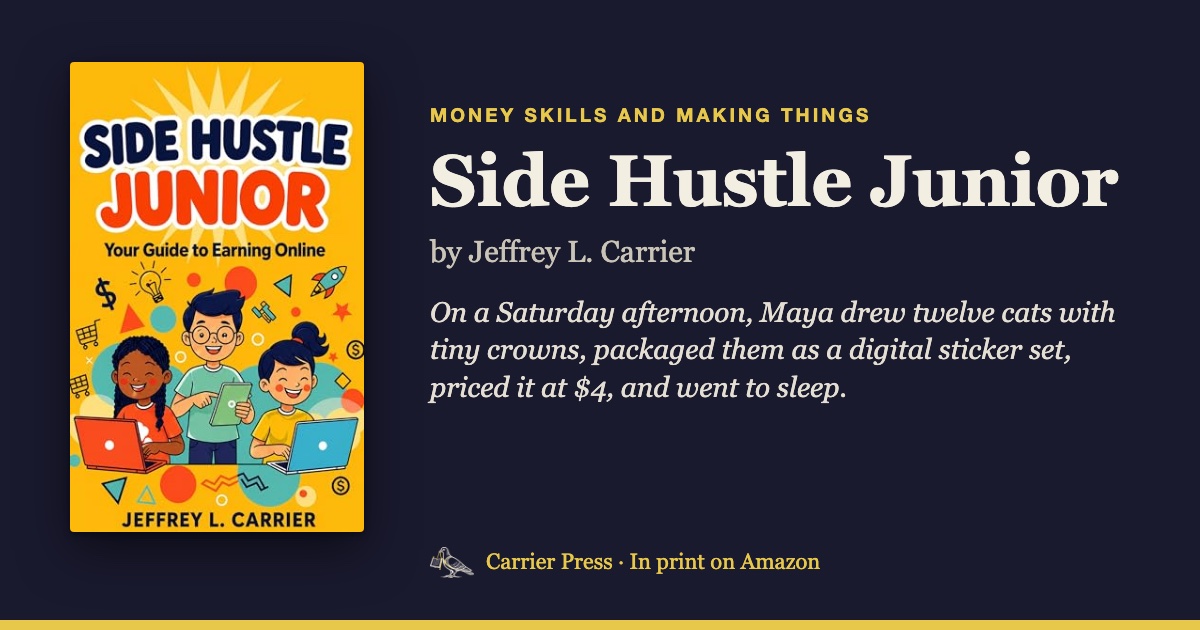 SIDE HUSTLE
JUNIOR
Your Guide to Earning Online
JEFFREY L. CARRIER
MONEY SKILLS AND MAKING THINGS
Side Hustle Junior
by Jeffrey L. Carrier
On a Saturday afternoon, Maya drew twelve cats with
tiny crowns, packaged them as a digital sticker set,
priced it at $4, and went to sleep.
Carrier Press · In print on Amazon